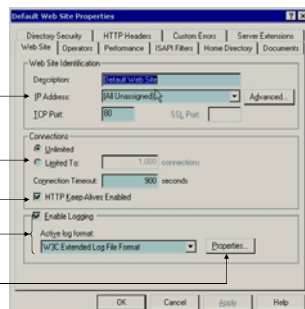 Default Web Site Properties
Directory Security HTTP Headers Custom Errors Server Extensions
Web Site Operators Performance ISAPI Filters Home Directory Documents
Web Site Identification
Description: Default Web Site
IP Address: (All Unassigned) Advanced...
TCP Port: 80 SSL Port:
Connections
Unlimited
Limited To: 1,000 connections
Connection Timeout: 900 seconds
HTTP Keep-Alives Enabled
Enable Logging
Active log format:
W3C Extended Log File Format Properties...
OK Cancel Apply Help